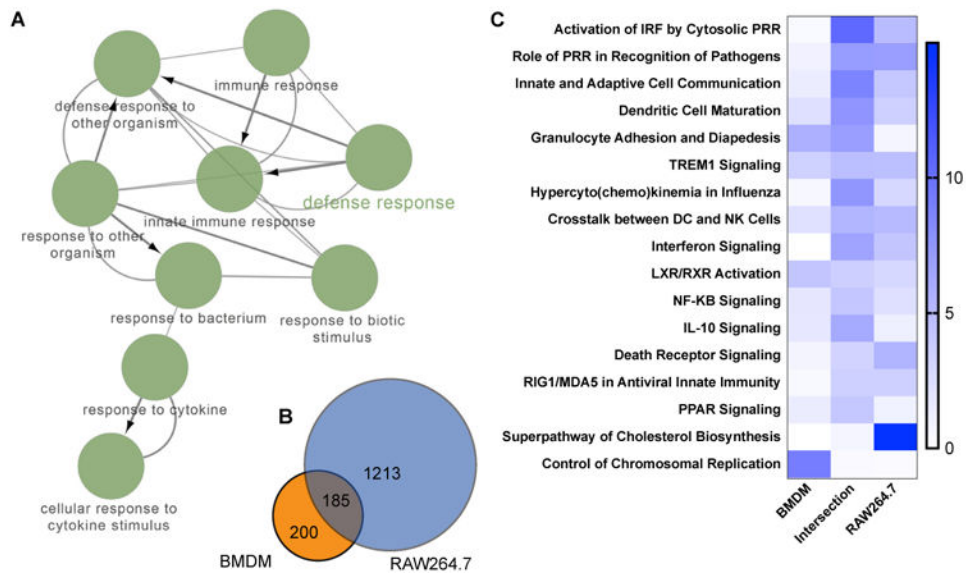 A
immune response
defense response to
other organism
defense response
innate immune response
response to other
organism
response to bacterium
response to biotic
stimulus
response to cytokine
cellular response to
cytokine stimulus
B
1213
185
200
BMDM
RAW264.7
C
Activation of IRF by Cytosolic PRR
Role of PRR in Recognition of Pathogens
Innate and Adaptive Cell Communication
Dendritic Cell Maturation
Granulocyte Adhesion and Diapedesis
TREM1 Signaling
Hypercyto(chemo)kinemia in Influenza
Crosstalk between DC and NK Cells
Interferon Signaling
LXR/RXR Activation
NF-KB Signaling
IL-10 Signaling
Death Receptor Signaling
RIG1/MDA5 in Antiviral Innate Immunity
PPAR Signaling
Superpathway of Cholesterol Biosynthesis
Control of Chromosomal Replication
BMDM
Intersection
RAW264.7
10
5
0